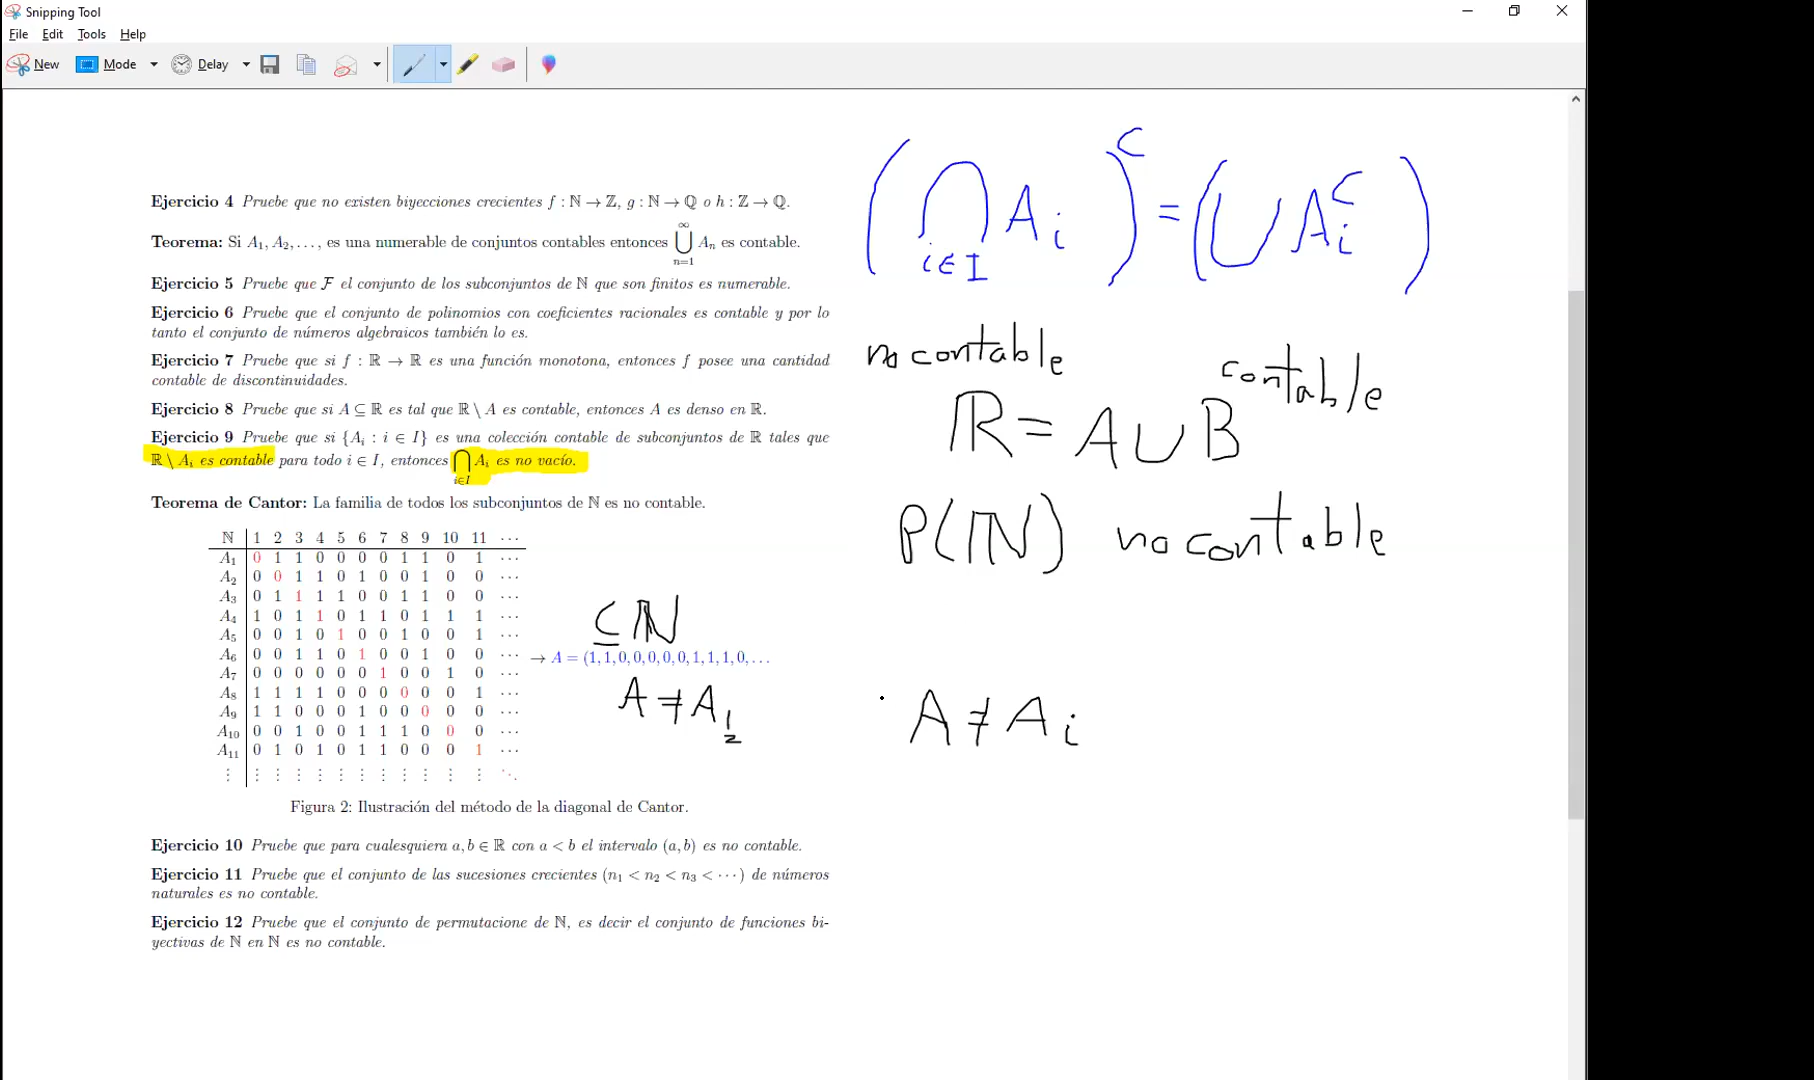 Snipping Tool
File Edit Tools Help
New Mode Delay
Ejercicio 4 Pruebe que no existen biyecciones crecientes f : ℕ → ℤ, g : ℕ → ℚ o h : ℤ → ℚ.
Teorema: Si A₁, A₂, . . . , es una numerable de conjuntos contables entonces ⋃_{n=1}^{∞} Aₙ es contable.
Ejercicio 5 Pruebe que F el conjunto de los subconjuntos de ℕ que son finitos es numerable.
Ejercicio 6 Pruebe que el conjunto de polinomios con coeficientes racionales es contable y por lo
tanto el conjunto de números algebraicos también lo es.
Ejercicio 7 Pruebe que si f : ℝ → ℝ es una función monotona, entonces f posee una cantidad
contable de discontinuidades.
Ejercicio 8 Pruebe que si A ⊆ ℝ es tal que ℝ \ A es contable, entonces A es denso en ℝ.
Ejercicio 9 Pruebe que si {Aᵢ : i ∈ I} es una colección contable de subconjuntos de ℝ tales que
ℝ \ Aᵢ es contable para todo i ∈ I, entonces ⋂_{i∈I} Aᵢ es no vacío.
Teorema de Cantor: La familia de todos los subconjuntos de ℕ es no contable.
ℕ 1 2 3 4 5 6 7 8 9 10 11 ···
A₁ 0 1 1 0 0 0 0 1 1 0 1 ···
A₂ 0 0 1 1 0 1 0 0 1 0 0 ···
A₃ 0 1 1 1 1 0 0 1 1 0 0 ···
A₄ 1 0 1 1 0 1 1 0 1 1 1 ···
A₅ 0 0 1 0 1 0 0 1 0 0 1 ···
A₆ 0 0 1 1 0 1 0 0 1 0 0 ···
A₇ 0 0 0 0 0 0 1 0 0 1 0 ···
A₈ 1 1 1 1 0 0 0 0 0 0 1 ···
A₉ 1 1 0 0 0 1 0 0 0 0 0 ···
A₁₀ 0 0 1 0 0 1 1 1 0 0 0 ···
A₁₁ 0 1 0 1 0 1 1 0 0 0 1 ···
⋮ ⋮ ⋮ ⋮ ⋮ ⋮ ⋮ ⋮ ⋮ ⋮ ⋮ ⋮ ⋱
→ A = (1, 1, 0, 0, 0, 0, 0, 1, 1, 1, 0, . . .
Figura 2: Ilustración del método de la diagonal de Cantor.
Ejercicio 10 Pruebe que para cualesquiera a, b ∈ ℝ con a < b el intervalo (a, b) es no contable.
Ejercicio 11 Pruebe que el conjunto de las sucesiones crecientes (n₁ < n₂ < n₃ < ···) de números
naturales es no contable.
Ejercicio 12 Pruebe que el conjunto de permutacione de ℕ, es decir el conjunto de funciones bi-
yectivas de ℕ en ℕ es no contable.
(⋂_{i∈I} Aᵢ)^C = (⋃ Aᵢ^C)
no contable
contable
ℝ = A ∪ B
P(ℕ) no contable
⊆ ℕ
A ≠ A₁
2
A ≠ Aᵢ